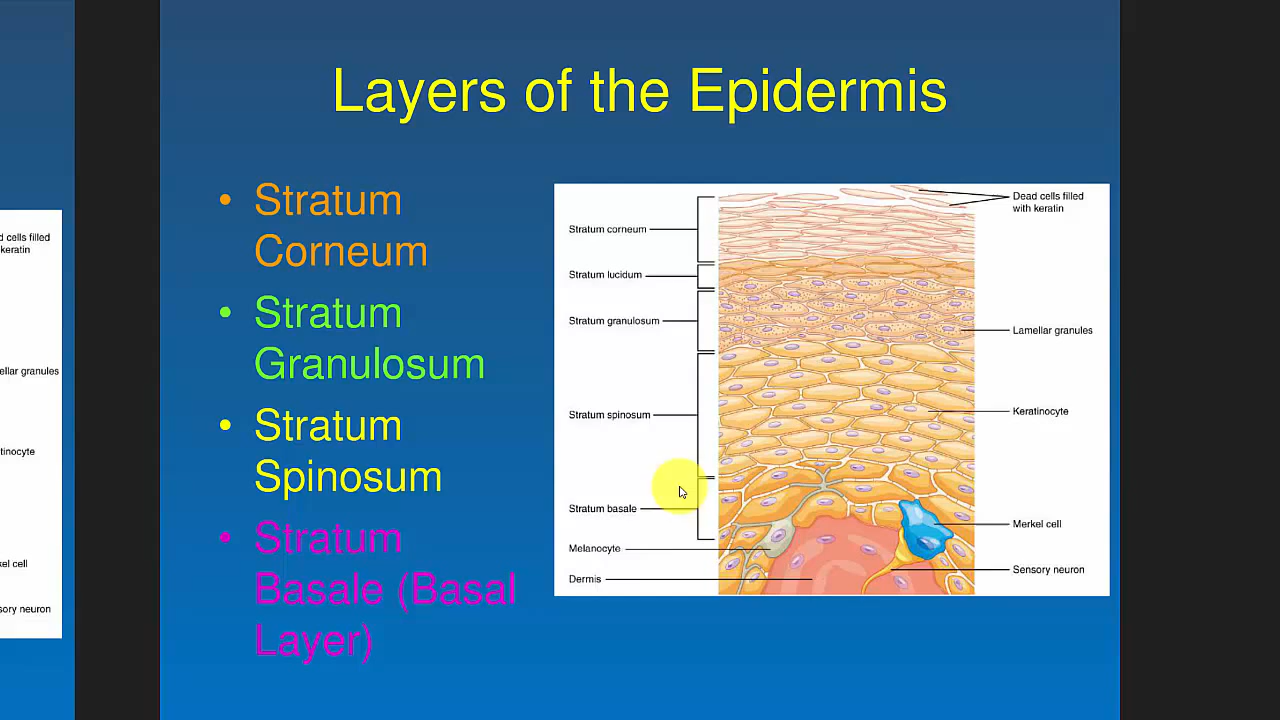 Layers of the Epidermis
• Stratum
Corneum
• Stratum
Granulosum
• Stratum
Spinosum
• Stratum
Basale (Basal
Layer)
Stratum corneum
Stratum lucidum
Stratum granulosum
Stratum spinosum
Stratum basale
Melanocyte
Dermis
Dead cells filled
with keratin
Lamellar granules
Keratinocyte
Merkel cell
Sensory neuron
d cells filled
keratin
ellar granules
tinocyte
kel cell
sory neuron